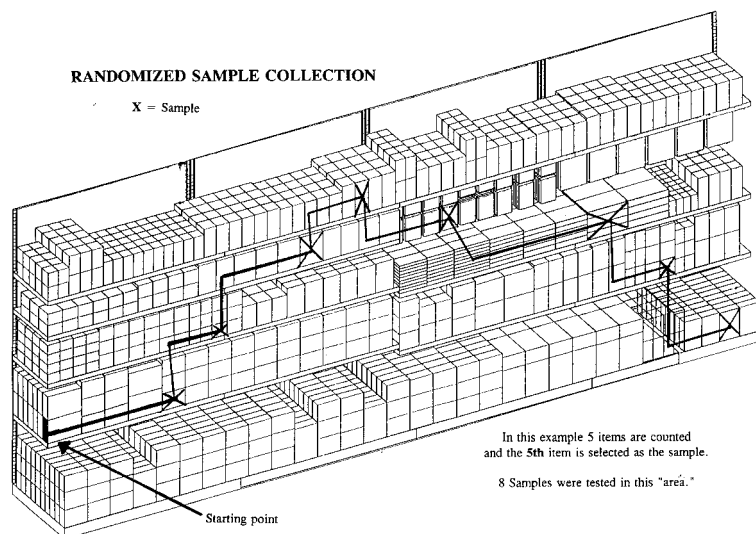 RANDOMIZED SAMPLE COLLECTION
X = Sample
In this example 5 items are counted
and the 5th item is selected as the sample.
8 Samples were tested in this "area."
Starting point